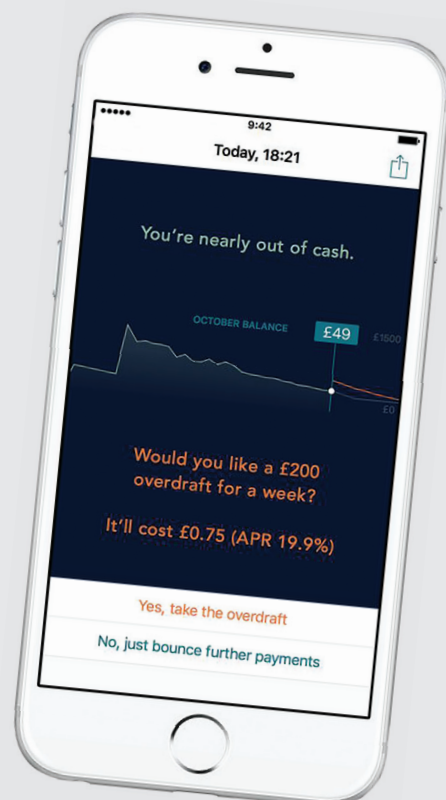 9:42
Today, 18:21
You're nearly out of cash.
OCTOBER BALANCE
£49
£1500
£0
Would you like a £200
overdraft for a week?
It'll cost £0.75 (APR 19.9%)
Yes, take the overdraft
No, just bounce further payments